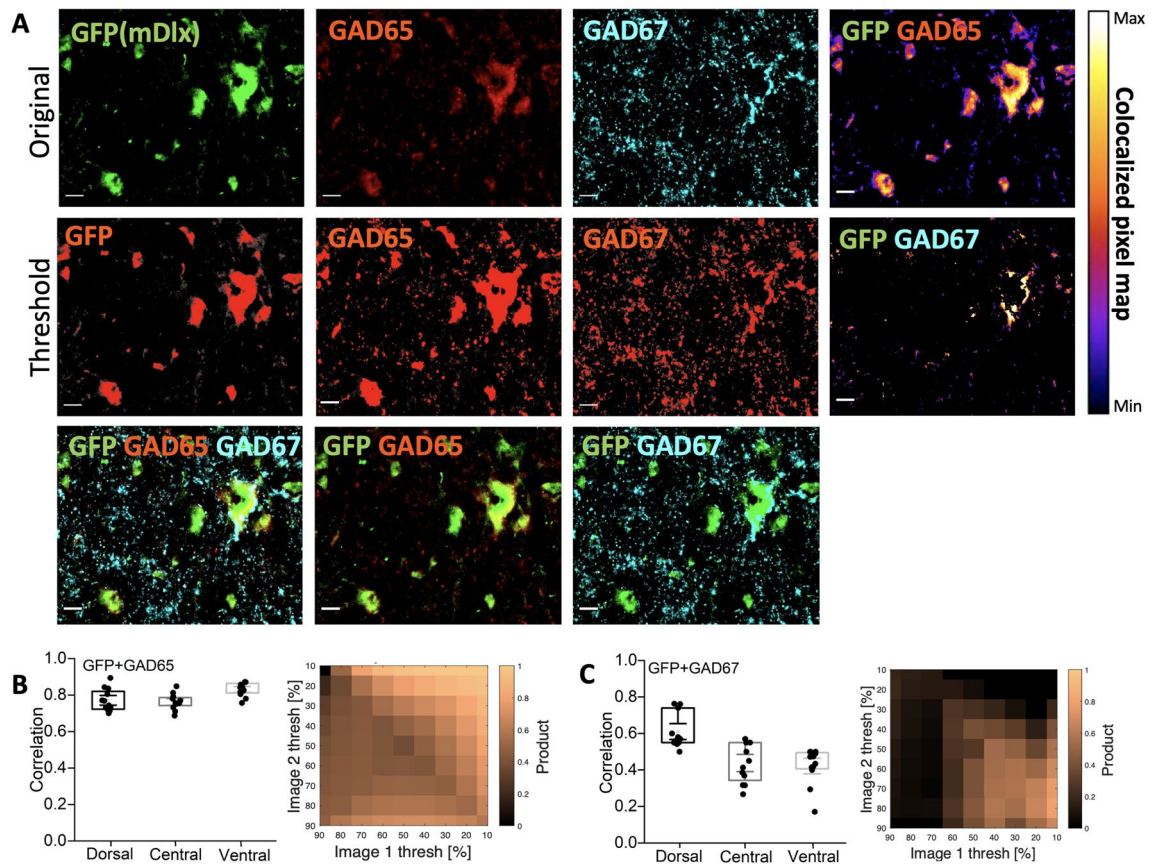 A
Original
GFP(mDlx)
GAD65
GAD67
GFP GAD65
Max
Colocalized pixel map
Min
Threshold
GFP
GAD65
GAD67
GFP GAD67
GFP GAD65 GAD67
GFP GAD65
GFP GAD67
B
GFP+GAD65
Correlation
1.0
0.8
0.6
0.4
0.2
0.0
Dorsal Central Ventral
Image 2 thresh [%]
10
20
30
40
50
60
70
80
90
90 80 70 60 50 40 30 20 10
Image 1 thresh [%]
1
0.8
0.6
0.4
0.2
0
Product
C
GFP+GAD67
Correlation
1.0
0.8
0.6
0.4
0.2
0.0
Dorsal Central Ventral
Image 2 thresh [%]
10
20
30
40
50
60
70
80
90
90 80 70 60 50 40 30 20 10
Image 1 thresh [%]
1
0.8
0.6
0.4
0.2
0
Product